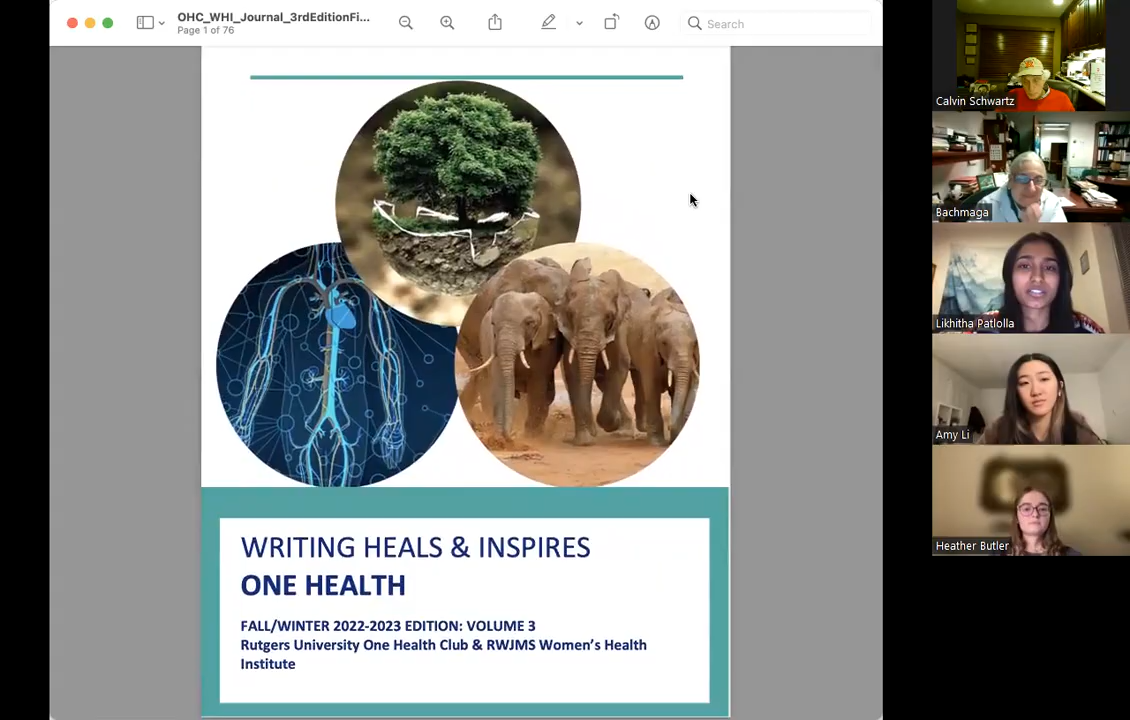 OHC_WHI_Journal_3rdEditionFi...
Page 1 of 76
Search
WRITING HEALS & INSPIRES
ONE HEALTH
FALL/WINTER 2022-2023 EDITION: VOLUME 3
Rutgers University One Health Club & RWJMS Women's Health
Institute
Calvin Schwartz
Bachmaga
Likhitha Patlolla
Amy Li
Heather Butler